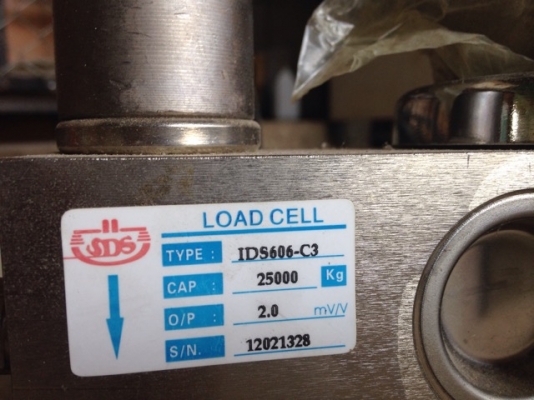 LOAD CELL
SDS
TYPE : IDS606-C3
CAP : 25000 Kg
O/P : 2.0 mV/V
S/N. 12021328